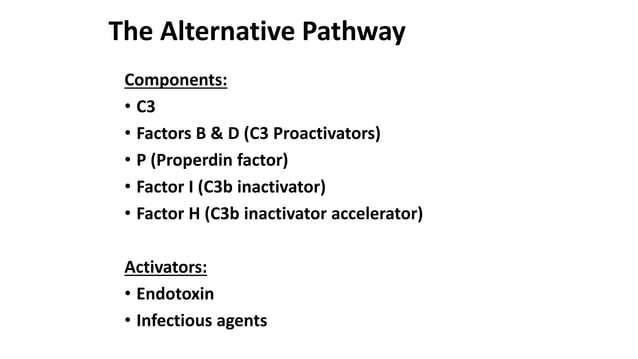 The Alternative Pathway
Components:
• C3
• Factors B & D (C3 Proactivators)
• P (Properdin factor)
• Factor I (C3b inactivator)
• Factor H (C3b inactivator accelerator)
Activators:
• Endotoxin
• Infectious agents